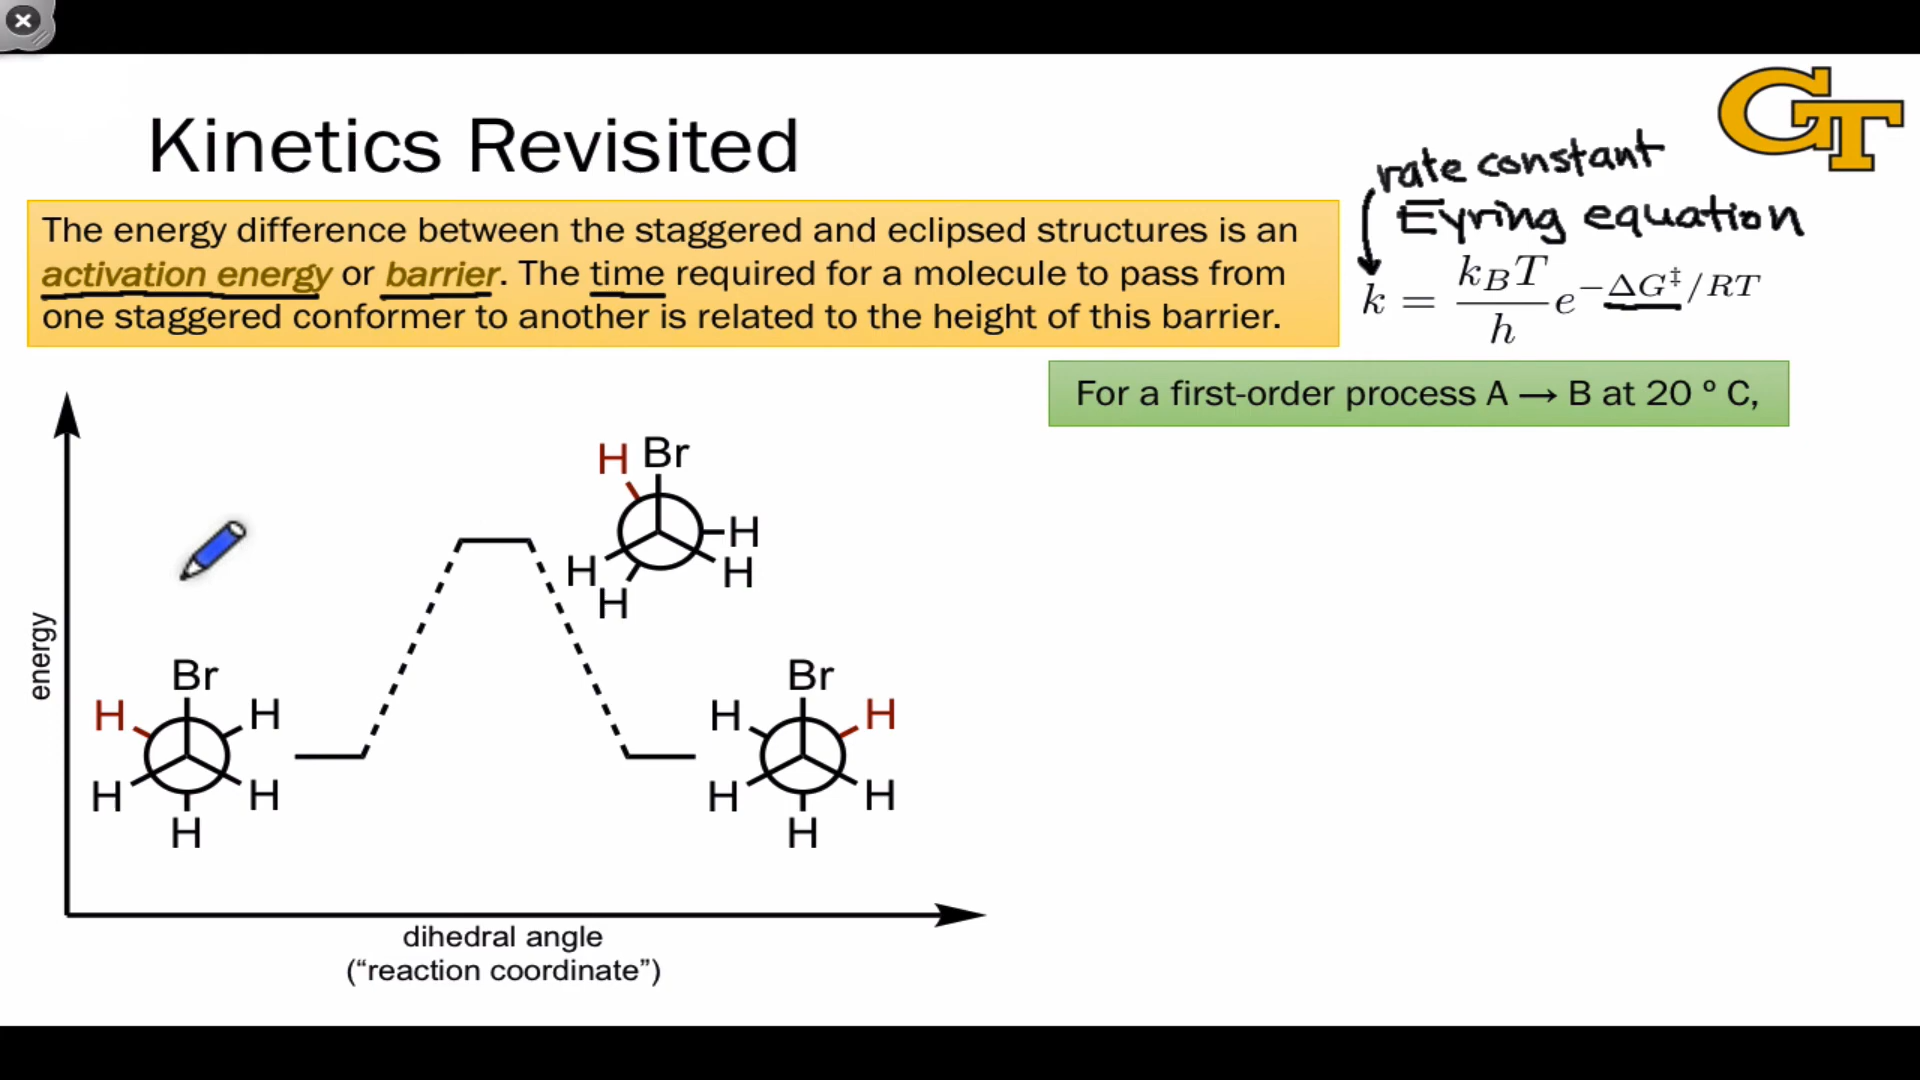 Kinetics Revisited
GT
rate constant
Eyring equation
k = k_BT/h e^{-ΔG‡/RT}
The energy difference between the staggered and eclipsed structures is an
activation energy or barrier. The time required for a molecule to pass from
one staggered conformer to another is related to the height of this barrier.
For a first-order process A → B at 20 º C,
energy
H Br
H
H H
H
Br
H H
H H
H
Br
H H
H H
H
dihedral angle
(“reaction coordinate”)